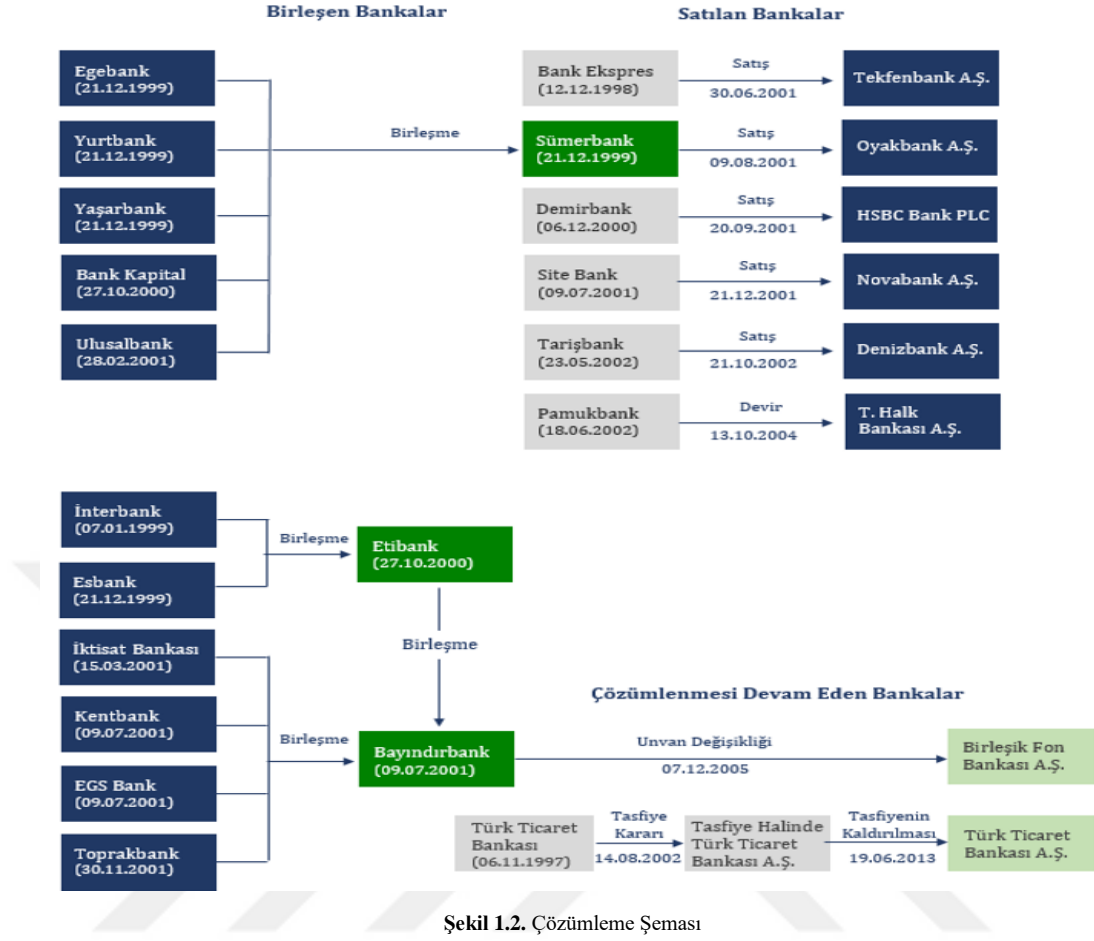 Birleşen Bankalar
Satılan Bankalar
Egebank
(21.12.1999)
Yurtbank
(21.12.1999)
Yaşarbank
(21.12.1999)
Bank Kapital
(27.10.2000)
Ulusalbank
(28.02.2001)
Birleşme
Bank Ekspres
(12.12.1998)
Satış
30.06.2001
Tekfenbank A.Ş.
Sümerbank
(21.12.1999)
Satış
09.08.2001
Oyakbank A.Ş.
Demirbank
(06.12.2000)
Satış
20.09.2001
HSBC Bank PLC
Site Bank
(09.07.2001)
Satış
21.12.2001
Novabank A.Ş.
Tarişbank
(23.05.2002)
Satış
21.10.2002
Denizbank A.Ş.
Pamukbank
(18.06.2002)
Devir
13.10.2004
T. Halk
Bankası A.Ş.
İnterbank
(07.01.1999)
Esbank
(21.12.1999)
Birleşme
Etibank
(27.10.2000)
Birleşme
İktisat Bankası
(15.03.2001)
Kentbank
(09.07.2001)
EGS Bank
(09.07.2001)
Toprakbank
(30.11.2001)
Birleşme
Bayındırbank
(09.07.2001)
Çözümlenmesi Devam Eden Bankalar
Unvan Değişikliği
07.12.2005
Birleşik Fon
Bankası A.Ş.
Türk Ticaret
Bankası
(06.11.1997)
Tasfiye
Kararı
14.08.2002
Tasfiye Halinde
Türk Ticaret
Bankası A.Ş.
Tasfiyenin
Kaldırılması
19.06.2013
Türk Ticaret
Bankası A.Ş.
Şekil 1.2. Çözümleme Şeması